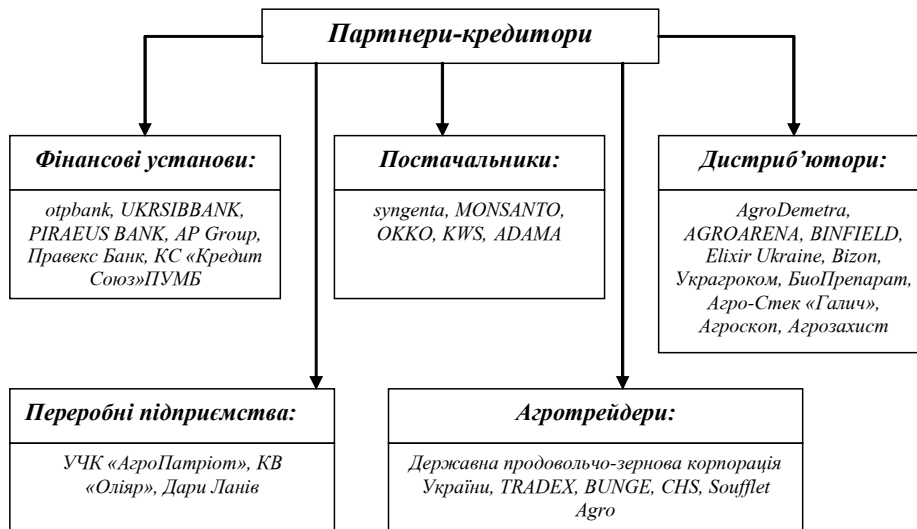 Партнери-кредитори
Фінансові установи:
otpbank, UKRSIBBANK,
PIRAEUS BANK, AP Group,
Правекс Банк, КС «Кредит
Союз»ПУМБ
Постачальники:
syngenta, MONSANTO,
OKKO, KWS, ADAMA
Дистриб’ютори:
AgroDemetra,
AGROARENA, BINFIELD,
Elixir Ukraine, Bizon,
Украгроком, БиоПрепарат,
Агро-Стек «Галич»,
Агроскоп, Агрозахист
Переробні підприємства:
УЧК «АгроПатріот», КВ
«Оліяр», Дари Ланів
Агротрейдери:
Державна продовольчо-зернова корпорація
України, TRADEX, BUNGE, CHS, Soufflet
Agro